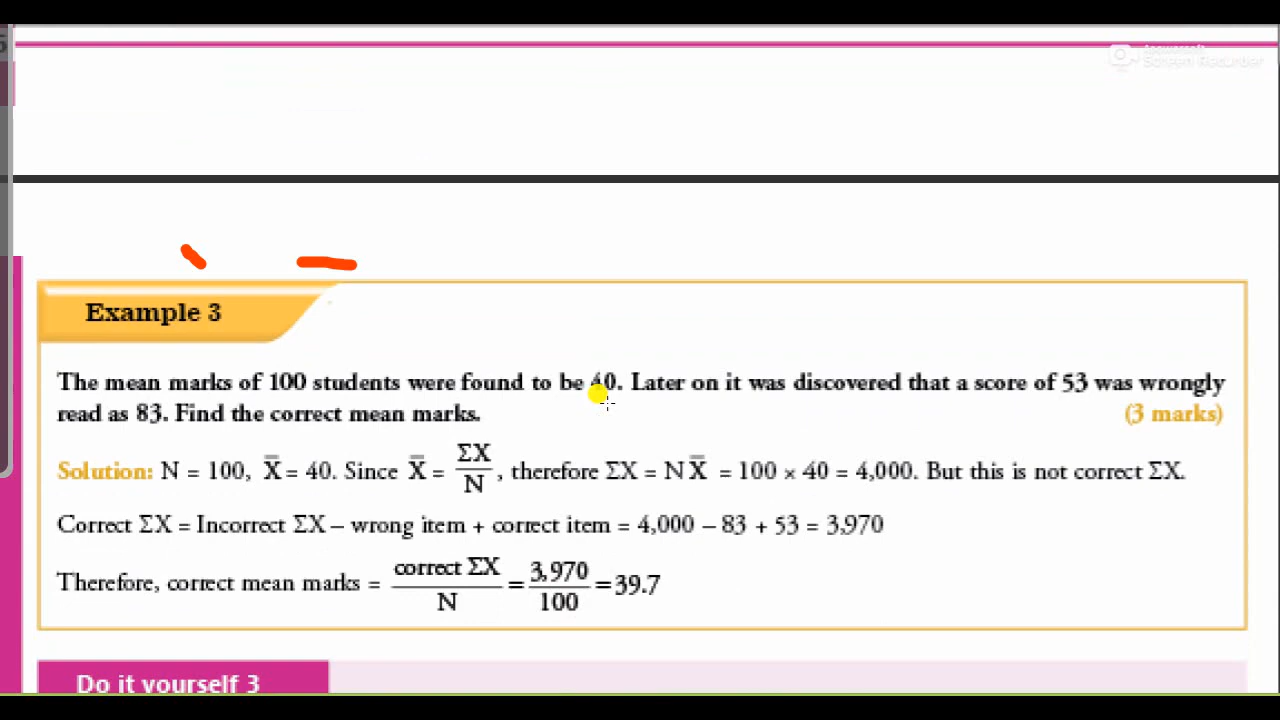 Screen Recorder
Example 3
The mean marks of 100 students were found to be 40. Later on it was discovered that a score of 53 was wrongly
read as 83. Find the correct mean marks.
(3 marks)
Solution: N = 100, X̄ = 40. Since X̄ = ΣX/N, therefore ΣX = N X̄ = 100 × 40 = 4,000. But this is not correct ΣX.
Correct ΣX = Incorrect ΣX – wrong item + correct item = 4,000 – 83 + 53 = 3,970
Therefore, correct mean marks = correct ΣX/N = 3,970/100 = 39.7
Do it yourself 3